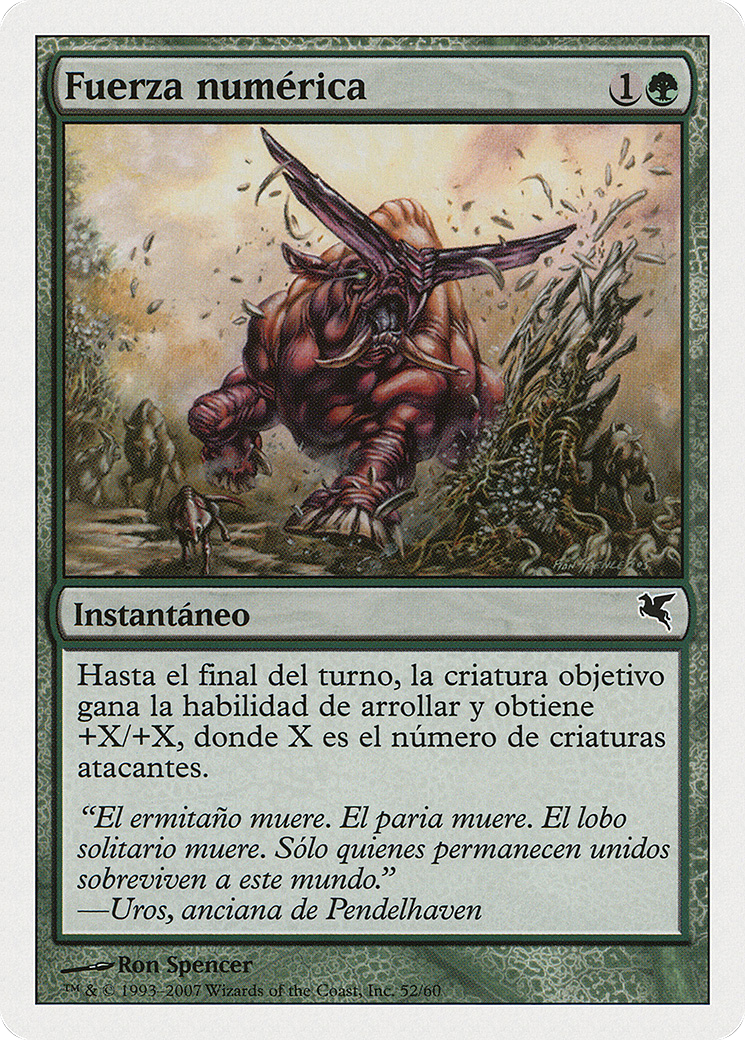 Fuerza numérica 1
Instantáneo
Hasta el final del turno, la criatura objetivo
gana la habilidad de arrollar y obtiene
+X/+X, donde X es el número de criaturas
atacantes.
“El ermitaño muere. El paria muere. El lobo
solitario muere. Sólo quienes permanecen unidos
sobreviven a este mundo.”
—Uros, anciana de Pendelhaven
Ron Spencer
™ & © 1993–2007 Wizards of the Coast, Inc. 52/60